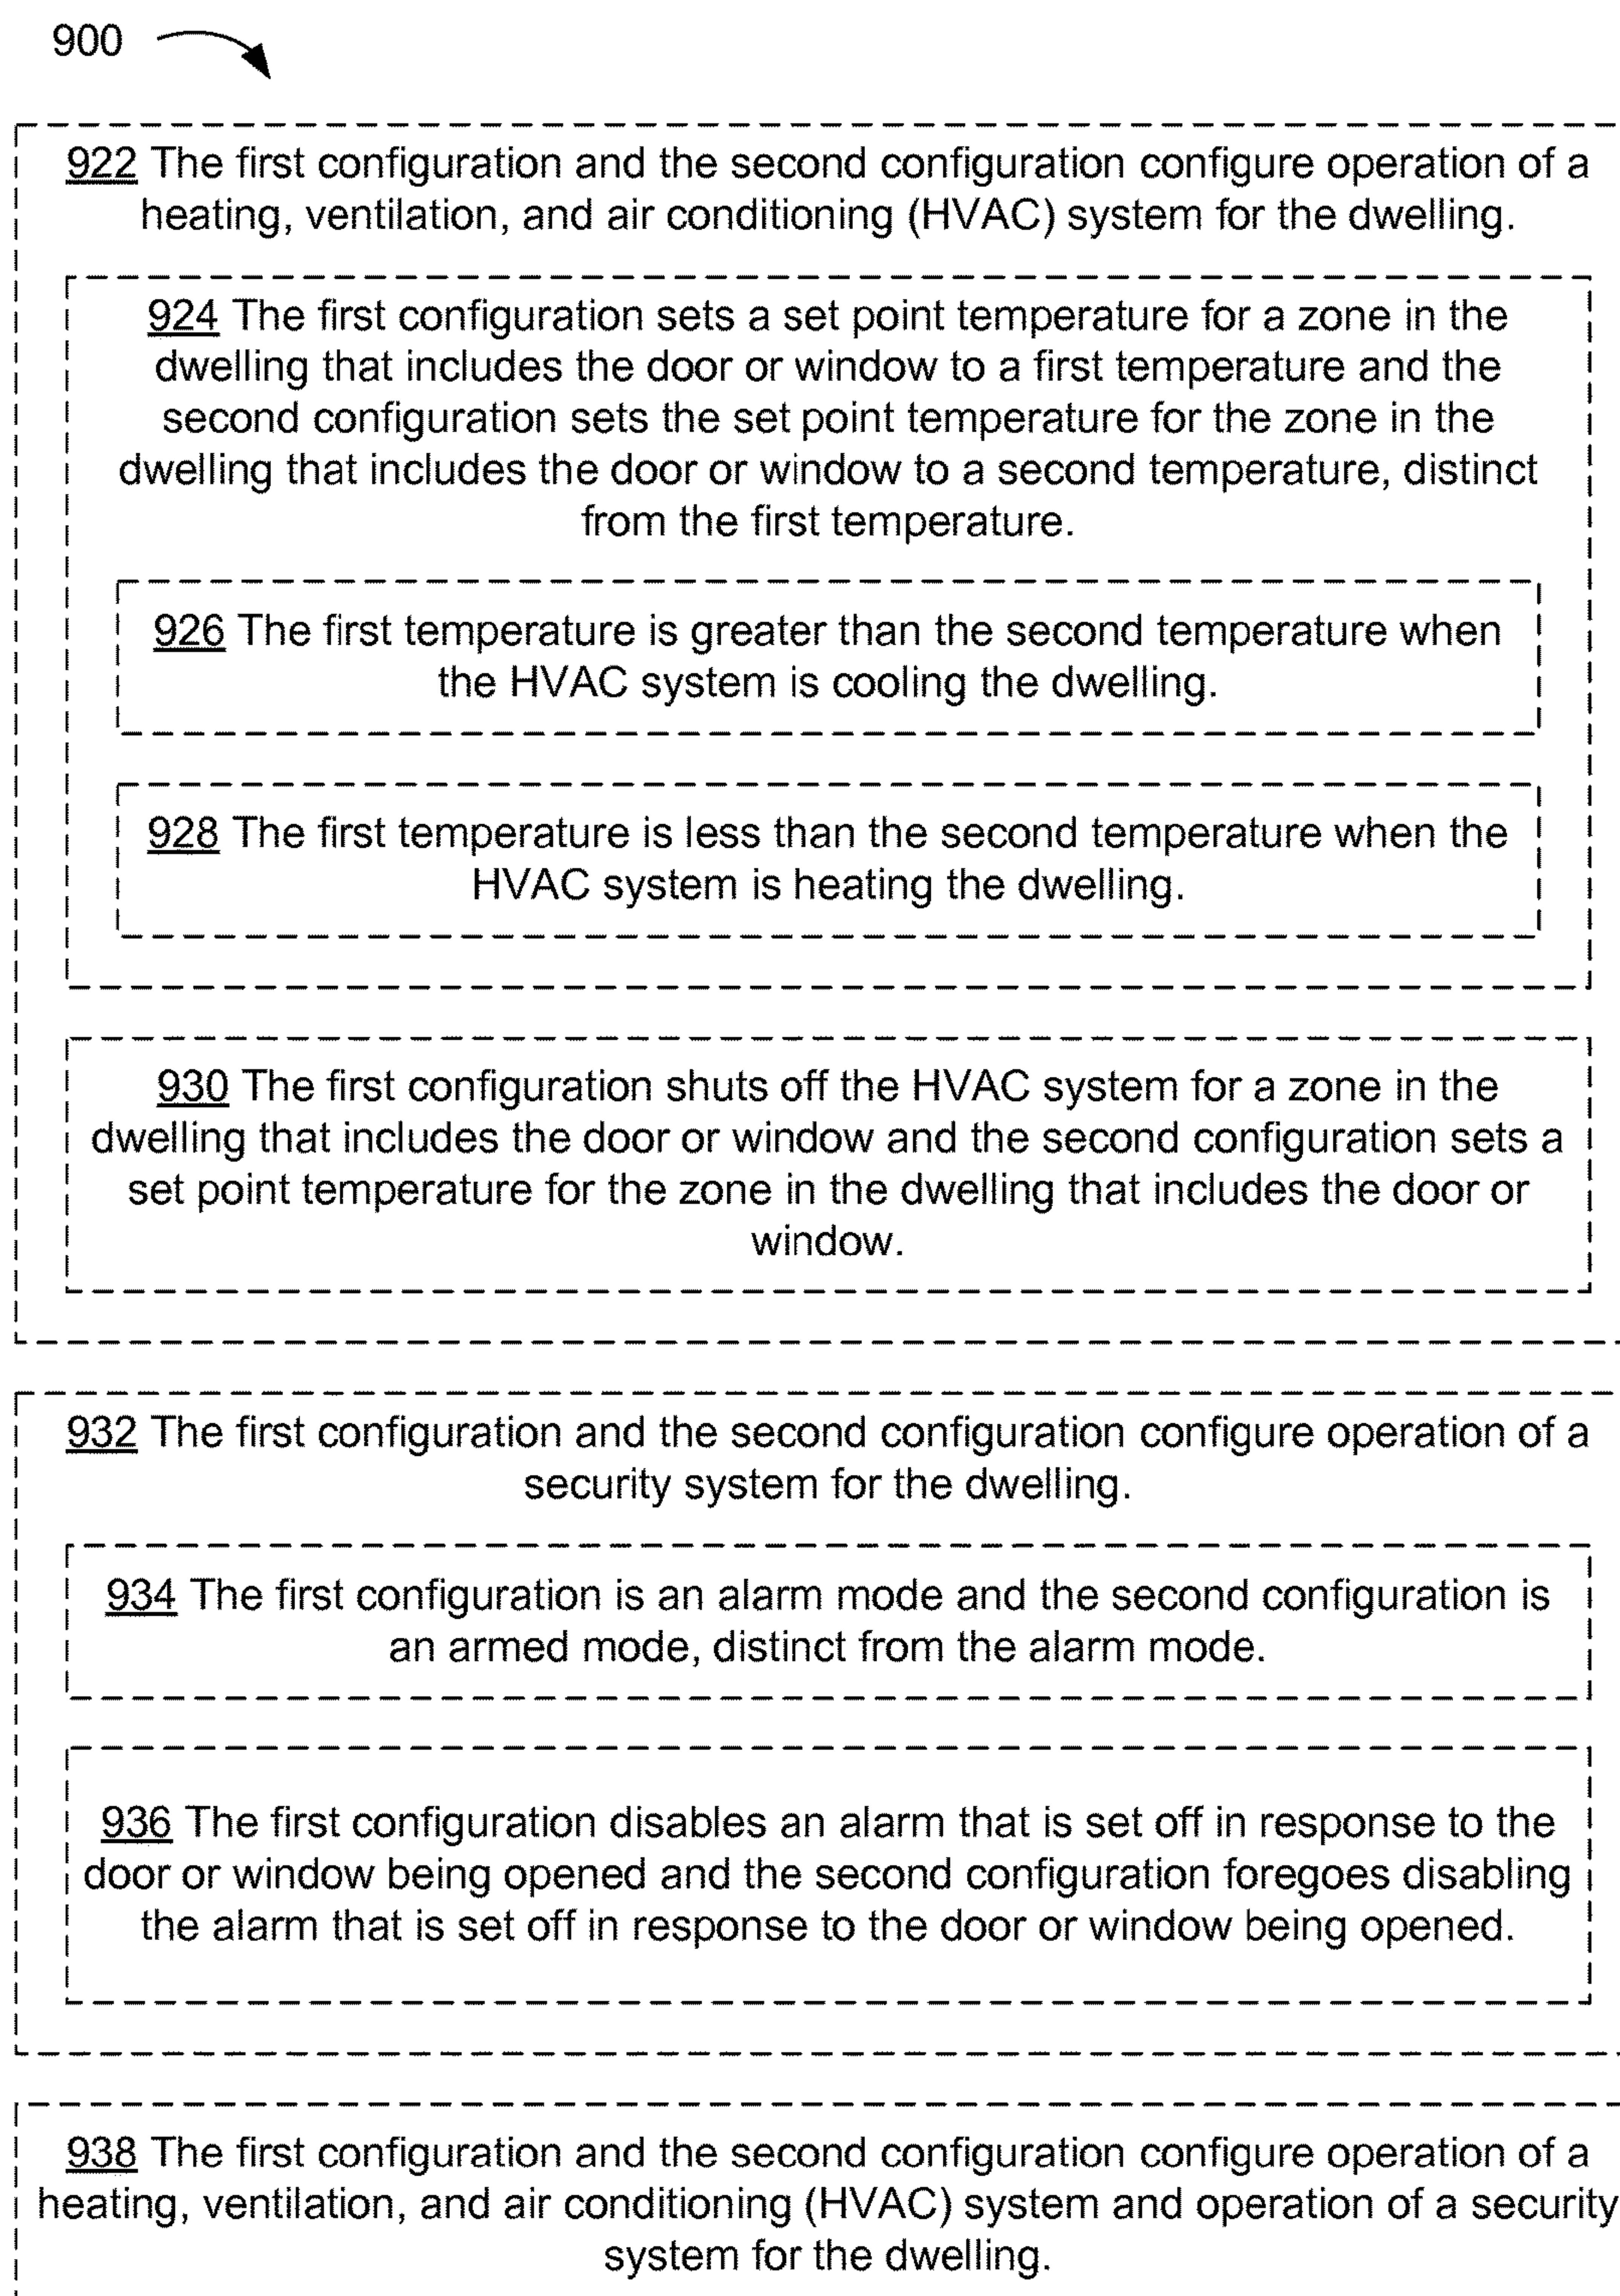 900
922 The first configuration and the second configuration configure operation of a
heating, ventilation, and air conditioning (HVAC) system for the dwelling.
924 The first configuration sets a set point temperature for a zone in the
dwelling that includes the door or window to a first temperature and the
second configuration sets the set point temperature for the zone in the
dwelling that includes the door or window to a second temperature, distinct
from the first temperature.
926 The first temperature is greater than the second temperature when
the HVAC system is cooling the dwelling.
928 The first temperature is less than the second temperature when the
HVAC system is heating the dwelling.
930 The first configuration shuts off the HVAC system for a zone in the
dwelling that includes the door or window and the second configuration sets a
set point temperature for the zone in the dwelling that includes the door or
window.
932 The first configuration and the second configuration configure operation of a
security system for the dwelling.
934 The first configuration is an alarm mode and the second configuration is
an armed mode, distinct from the alarm mode.
936 The first configuration disables an alarm that is set off in response to the
door or window being opened and the second configuration foregoes disabling
the alarm that is set off in response to the door or window being opened.
938 The first configuration and the second configuration configure operation of a
heating, ventilation, and air conditioning (HVAC) system and operation of a security
system for the dwelling.